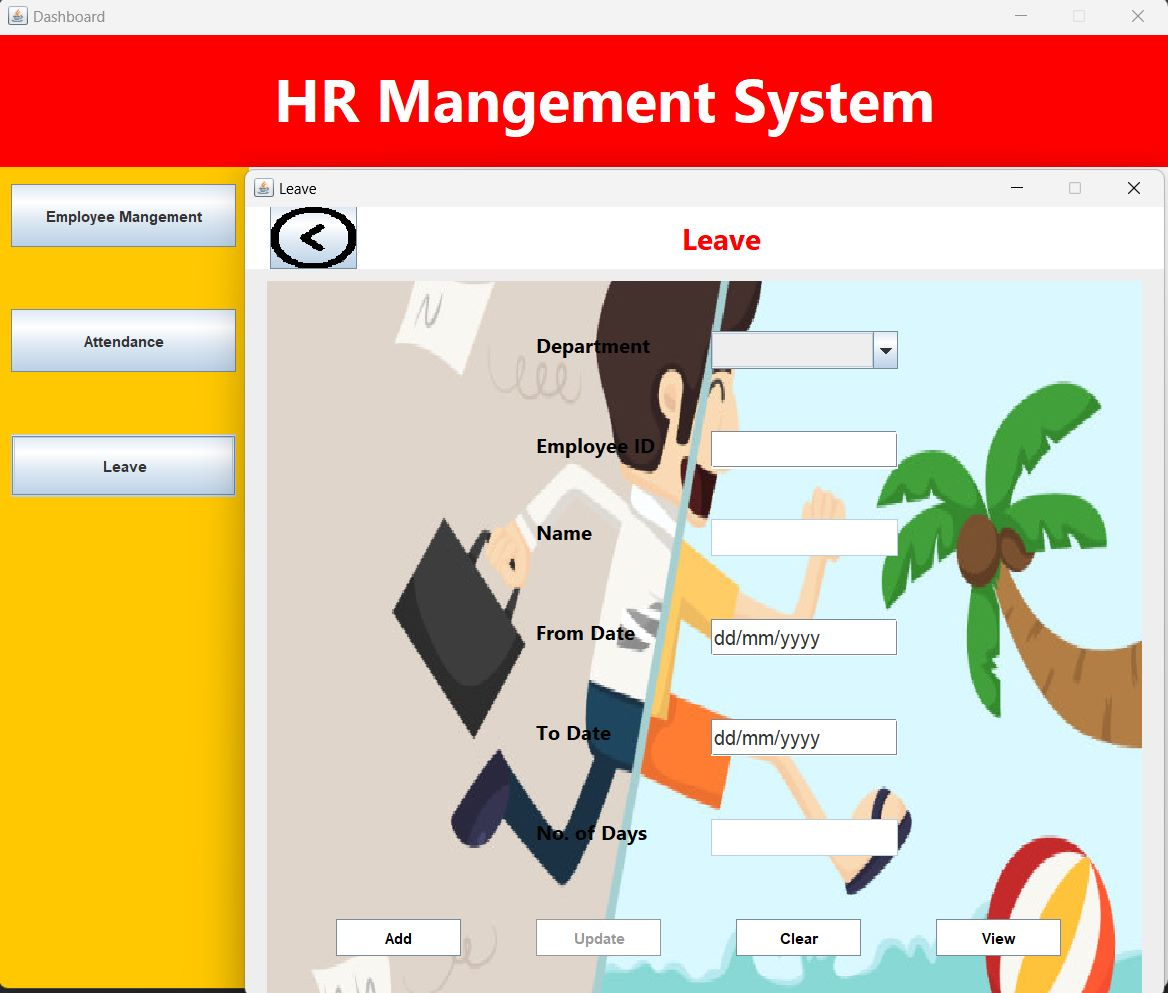 Dashboard
HR Mangement System
Employee Mangement
Attendance
Leave
Leave
<
Leave
Department
Employee ID
Name
From Date
dd/mm/yyyy
To Date
dd/mm/yyyy
No. of Days
Add
Update
Clear
View